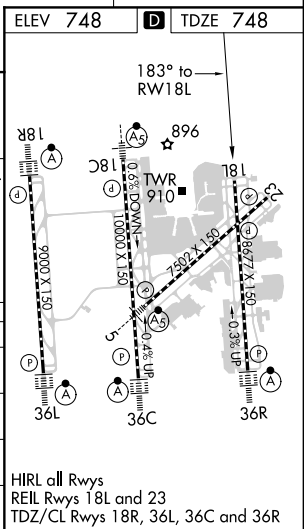 ELEV 748
D
TDZE 748
183° to
RW18L
18R
A
A5
896
18C
TWR
910
18L
23
P
P
P
P
0.6% DOWN
9000 X 150
10000 X 150
7502 X 150
8677 X 150
P
A5
5
0.4% UP
0.3% UP
P
P
P
A
A
A
36L
36C
36R
HIRL all Rwys
REIL Rwys 18L and 23
TDZ/CL Rwys 18R, 36L, 36C and 36R